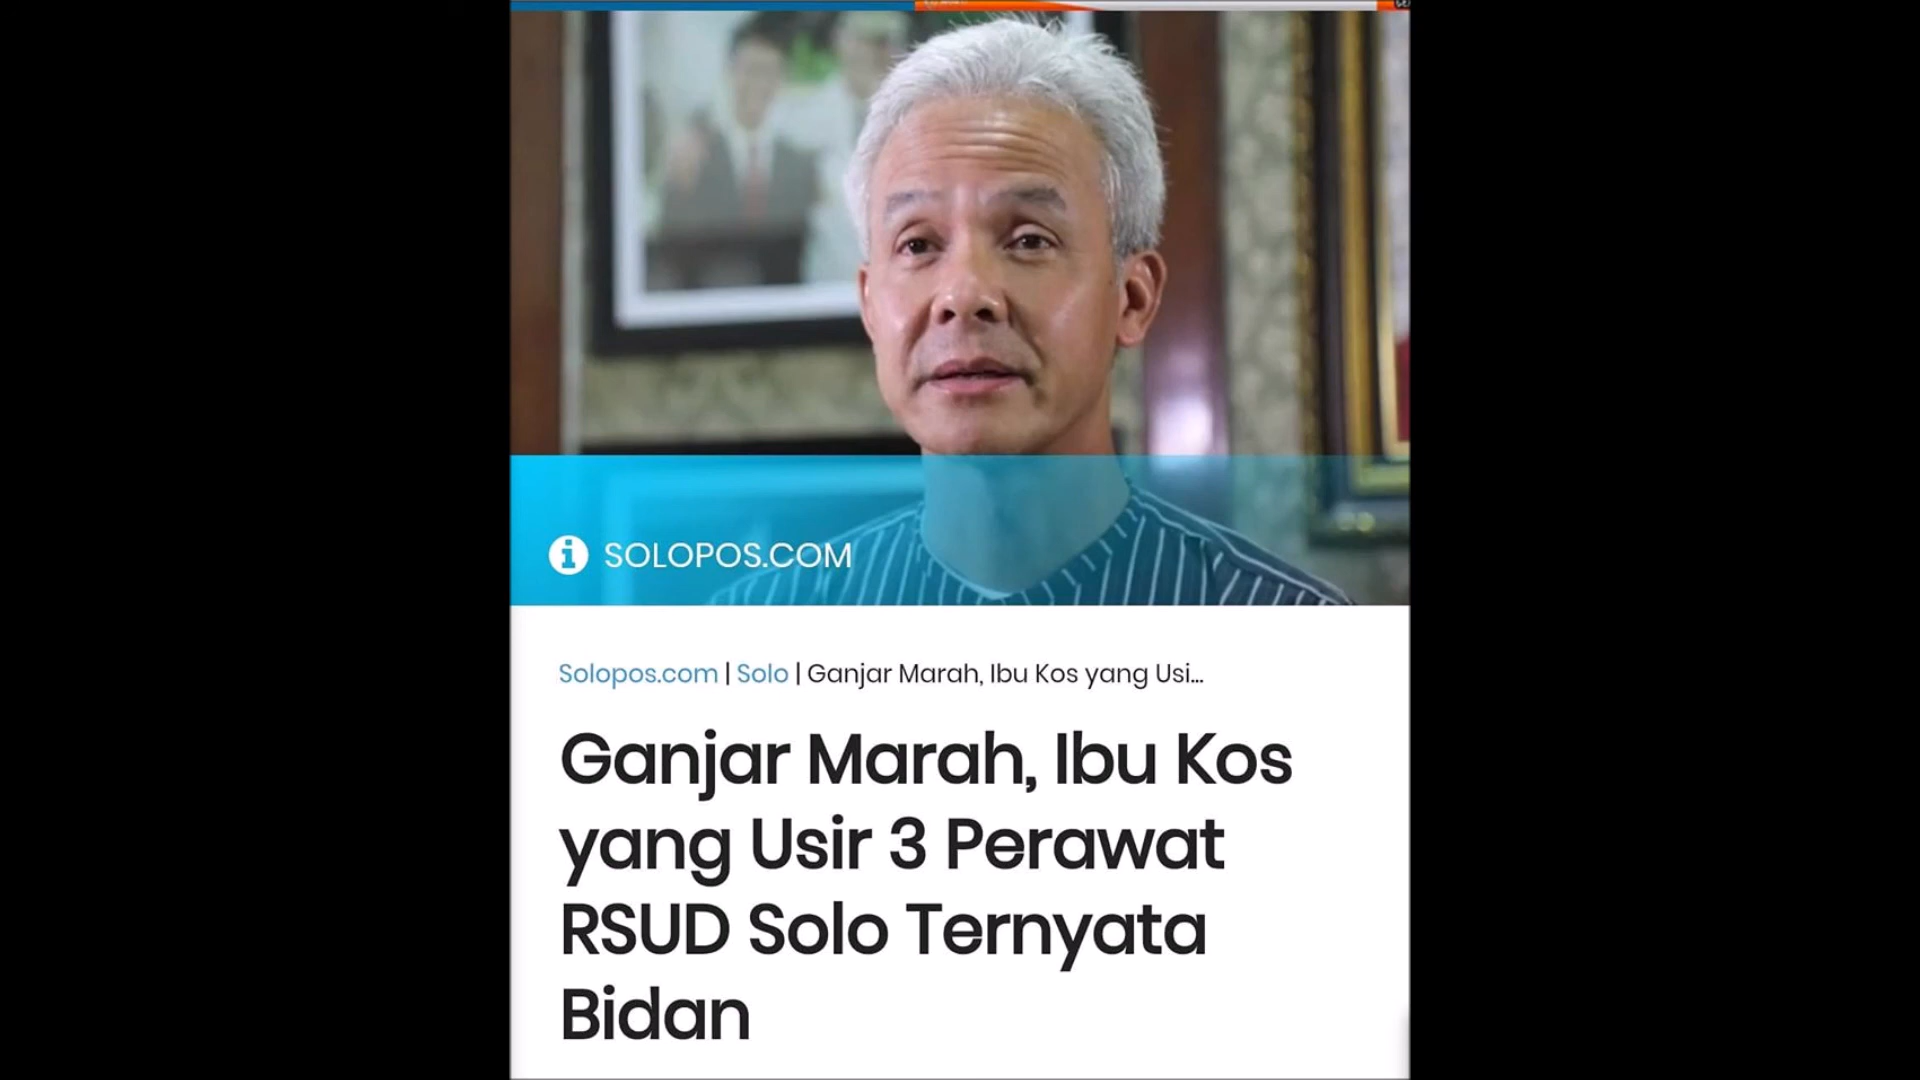 SOLOPOS.COM
Solopos.com | Solo | Ganjar Marah, Ibu Kos yang Usi...
Ganjar Marah, Ibu Kos
yang Usir 3 Perawat
RSUD Solo Ternyata
Bidan